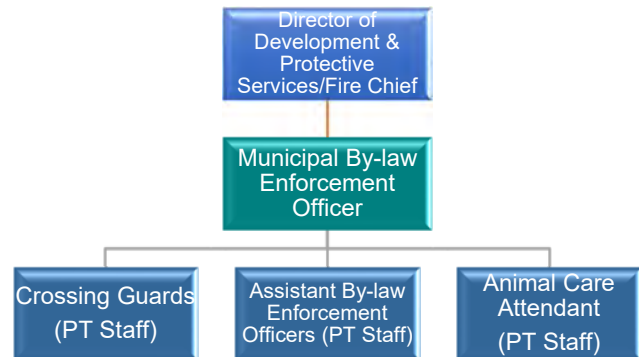 Director of
Development &
Protective
Services/Fire Chief
Municipal By-law
Enforcement
Officer
Crossing Guards
(PT Staff)
Assistant By-law
Enforcement
Officers (PT Staff)
Animal Care
Attendant
(PT Staff)